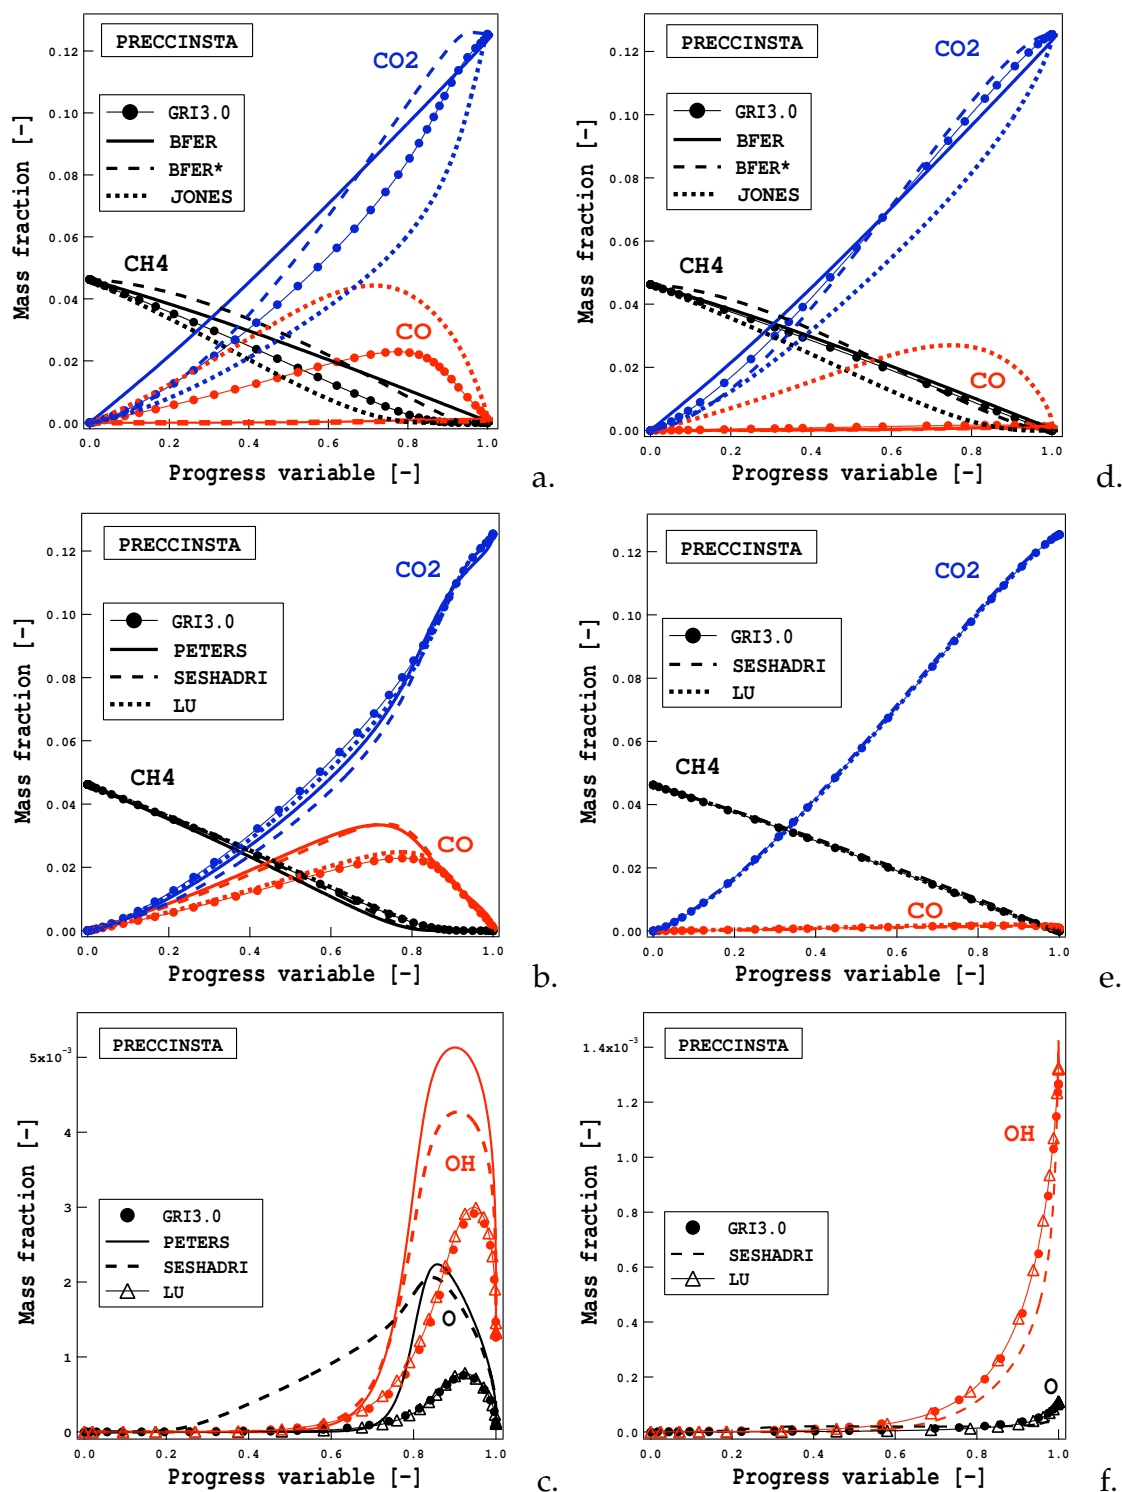 PRECCINSTA
CO2
GRI3.0
BFER
BFER*
JONES
CH4
CO
Mass fraction [-]
0.12
0.10
0.08
0.06
0.04
0.02
0.00
0.0 0.2 0.4 0.6 0.8 1.0
Progress variable [-]
a.
PRECCINSTA
CO2
GRI3.0
BFER
BFER*
JONES
CH4
CO
Mass fraction [-]
0.12
0.10
0.08
0.06
0.04
0.02
0.00
0.0 0.2 0.4 0.6 0.8 1.0
Progress variable [-]
d.
PRECCINSTA
CO2
GRI3.0
PETERS
SESHADRI
LU
CH4
CO
Mass fraction [-]
0.12
0.10
0.08
0.06
0.04
0.02
0.00
0.0 0.2 0.4 0.6 0.8 1.0
Progress variable [-]
b.
PRECCINSTA
CO2
GRI3.0
SESHADRI
LU
CH4
CO
Mass fraction [-]
0.12
0.10
0.08
0.06
0.04
0.02
0.00
0.0 0.2 0.4 0.6 0.8 1.0
Progress variable [-]
e.
PRECCINSTA
OH
GRI3.0
PETERS
SESHADRI
LU
O
Mass fraction [-]
5x10⁻³
4
3
2
1
0
0.0 0.2 0.4 0.6 0.8 1.0
Progress variable [-]
c.
PRECCINSTA
OH
GRI3.0
SESHADRI
LU
O
Mass fraction [-]
1.4x10⁻³
1.2
1.0
0.8
0.6
0.4
0.2
0.0
0.0 0.2 0.4 0.6 0.8 1.0
Progress variable [-]
f.